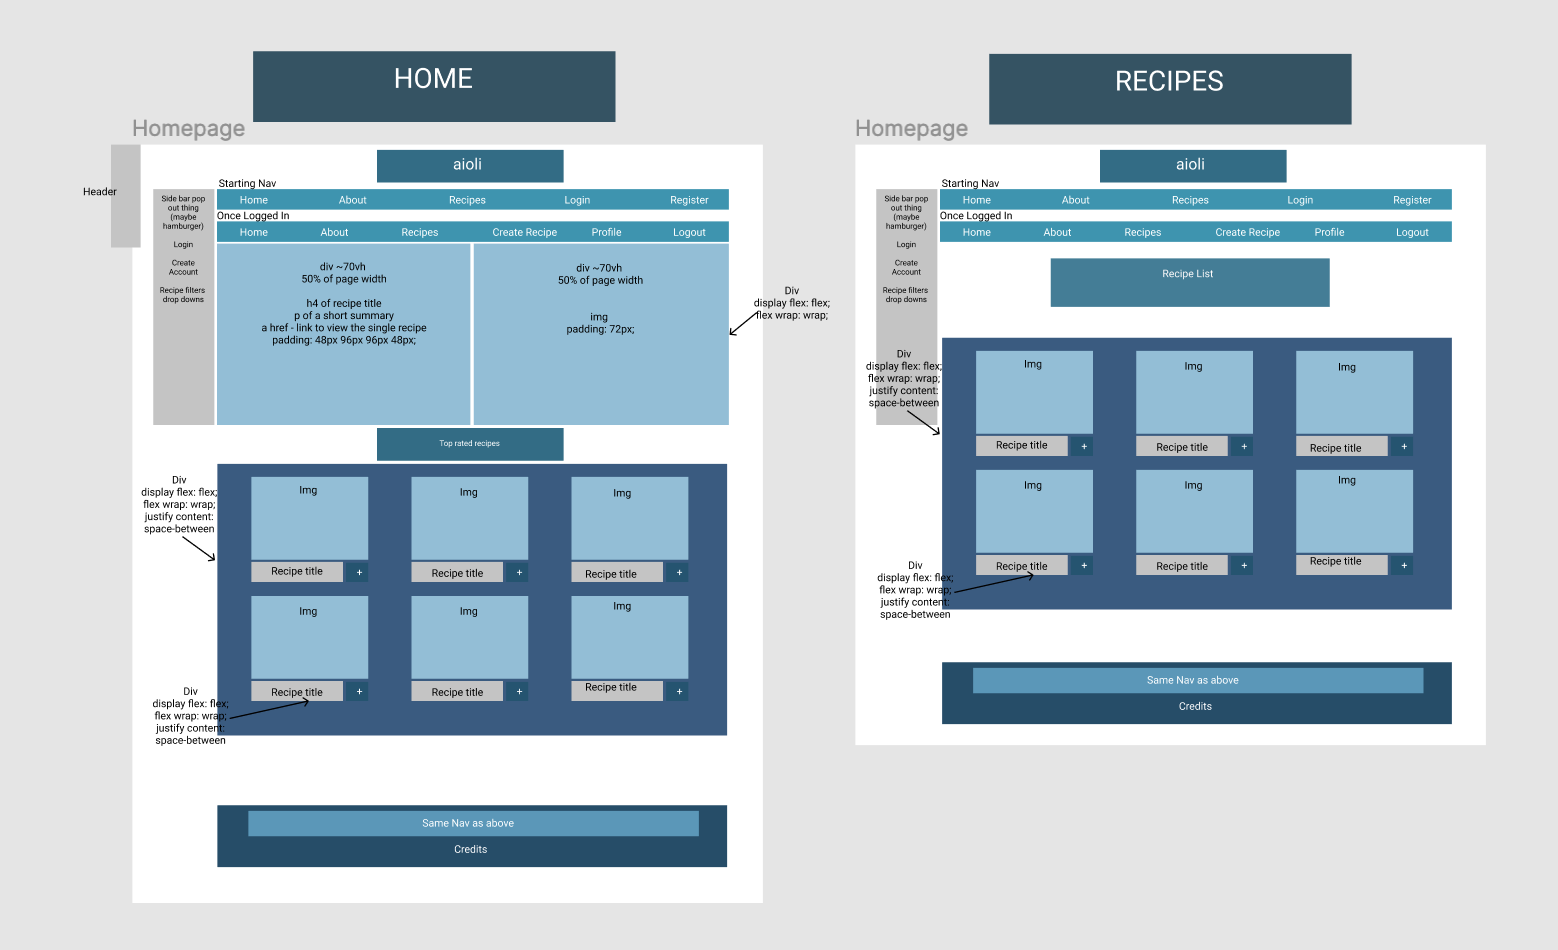 HOME
Homepage
Header
aioli
Starting Nav
Home About Recipes Login Register
Once Logged In
Home About Recipes Create Recipe Profile Logout
Side bar pop
out thing
(maybe
hamburger)
Login
Create
Account
Recipe filters
drop downs
div ~70vh
50% of page width
h4 of recipe title
p of a short summary
a href - link to view the single recipe
padding: 48px 96px 96px 48px;
div ~70vh
50% of page width
img
padding: 72px;
Div
display flex: flex;
flex wrap: wrap;
Top rated recipes
Div
display flex: flex;
flex wrap: wrap;
justify content:
space-between
Img Img Img
Recipe title + Recipe title + Recipe title +
Img Img Img
Recipe title + Recipe title + Recipe title +
Div
display flex: flex;
flex wrap: wrap;
justify content:
space-between
Same Nav as above
Credits
RECIPES
Homepage
aioli
Starting Nav
Home About Recipes Login Register
Once Logged In
Home About Recipes Create Recipe Profile Logout
Side bar pop
out thing
(maybe
hamburger)
Login
Create
Account
Recipe filters
drop downs
Recipe List
Div
display flex: flex;
flex wrap: wrap;
justify content:
space-between
Img Img Img
Recipe title + Recipe title + Recipe title +
Img Img Img
Recipe title + Recipe title + Recipe title +
Div
display flex: flex;
flex wrap: wrap;
justify content:
space-between
Same Nav as above
Credits